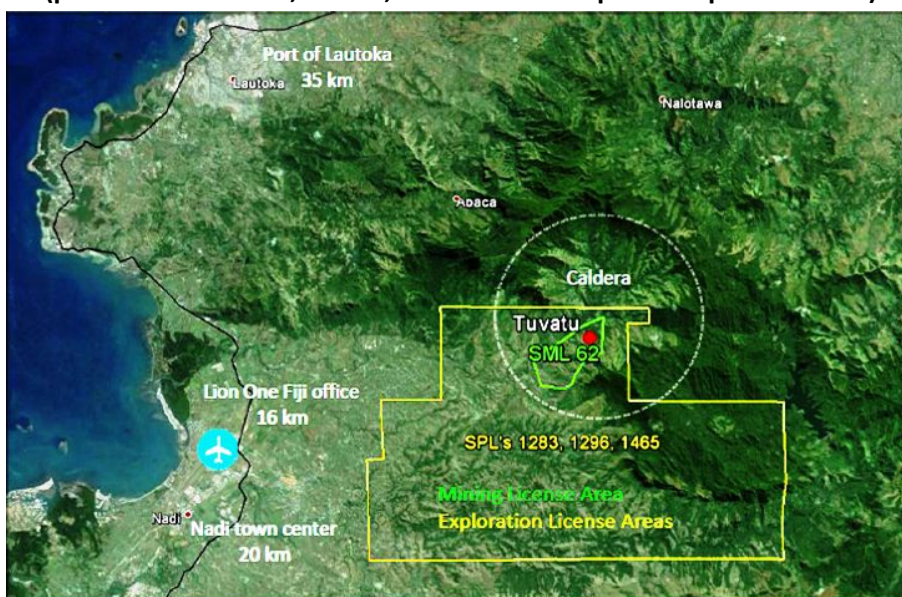 Port of Lautoka
35 km
Lautoka
Nalotawa
Abaca
Caldera
Tuvatu
SML 62
Lion One Fiji office
16 km
SPL's 1283, 1296, 1465
Mining License Area
Exploration License Areas
Nadi
Nadi town center
20 km